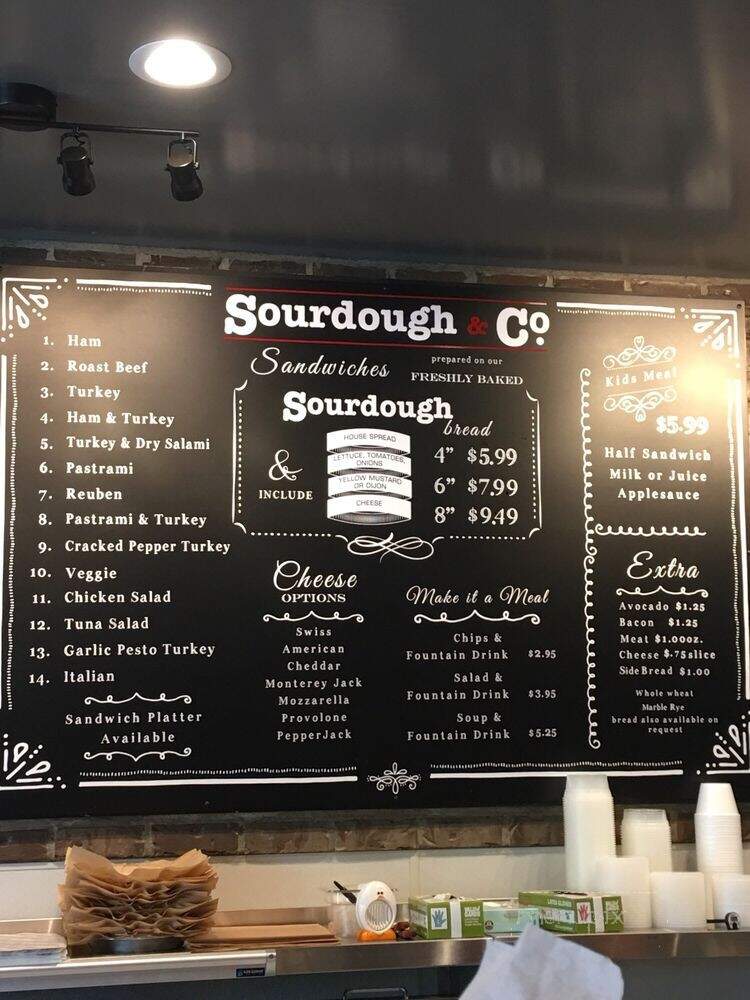 Sourdough & Co
1. Ham
2. Roast Beef
3. Turkey
4. Ham & Turkey
5. Turkey & Dry Salami
6. Pastrami
7. Reuben
8. Pastrami & Turkey
9. Cracked Pepper Turkey
10. Veggie
11. Chicken Salad
12. Tuna Salad
13. Garlic Pesto Turkey
14. Italian
Sandwich Platter
Available
Sandwiches
prepared on our
FRESHLY BAKED
Sourdough
bread
&
INCLUDE
HOUSE SPREAD
LETTUCE, TOMATOES,
ONIONS
YELLOW MUSTARD
OR DIJON
CHEESE
4” $5.99
6” $7.99
8” $9.49
Cheese
OPTIONS
Swiss
American
Cheddar
Monterey Jack
Mozzarella
Provolone
PepperJack
Make it a Meal
Chips &
Fountain Drink $2.95
Salad &
Fountain Drink $3.95
Soup &
Fountain Drink $5.25
Kids Meal
$5.99
Half Sandwich
Milk or Juice
Applesauce
Extra
Avocado $1.25
Bacon $1.25
Meat $1.00oz.
Cheese $.75slice
Side Bread $1.00
Whole wheat
Marble Rye
bread also available on
request
LATEX GLOVES